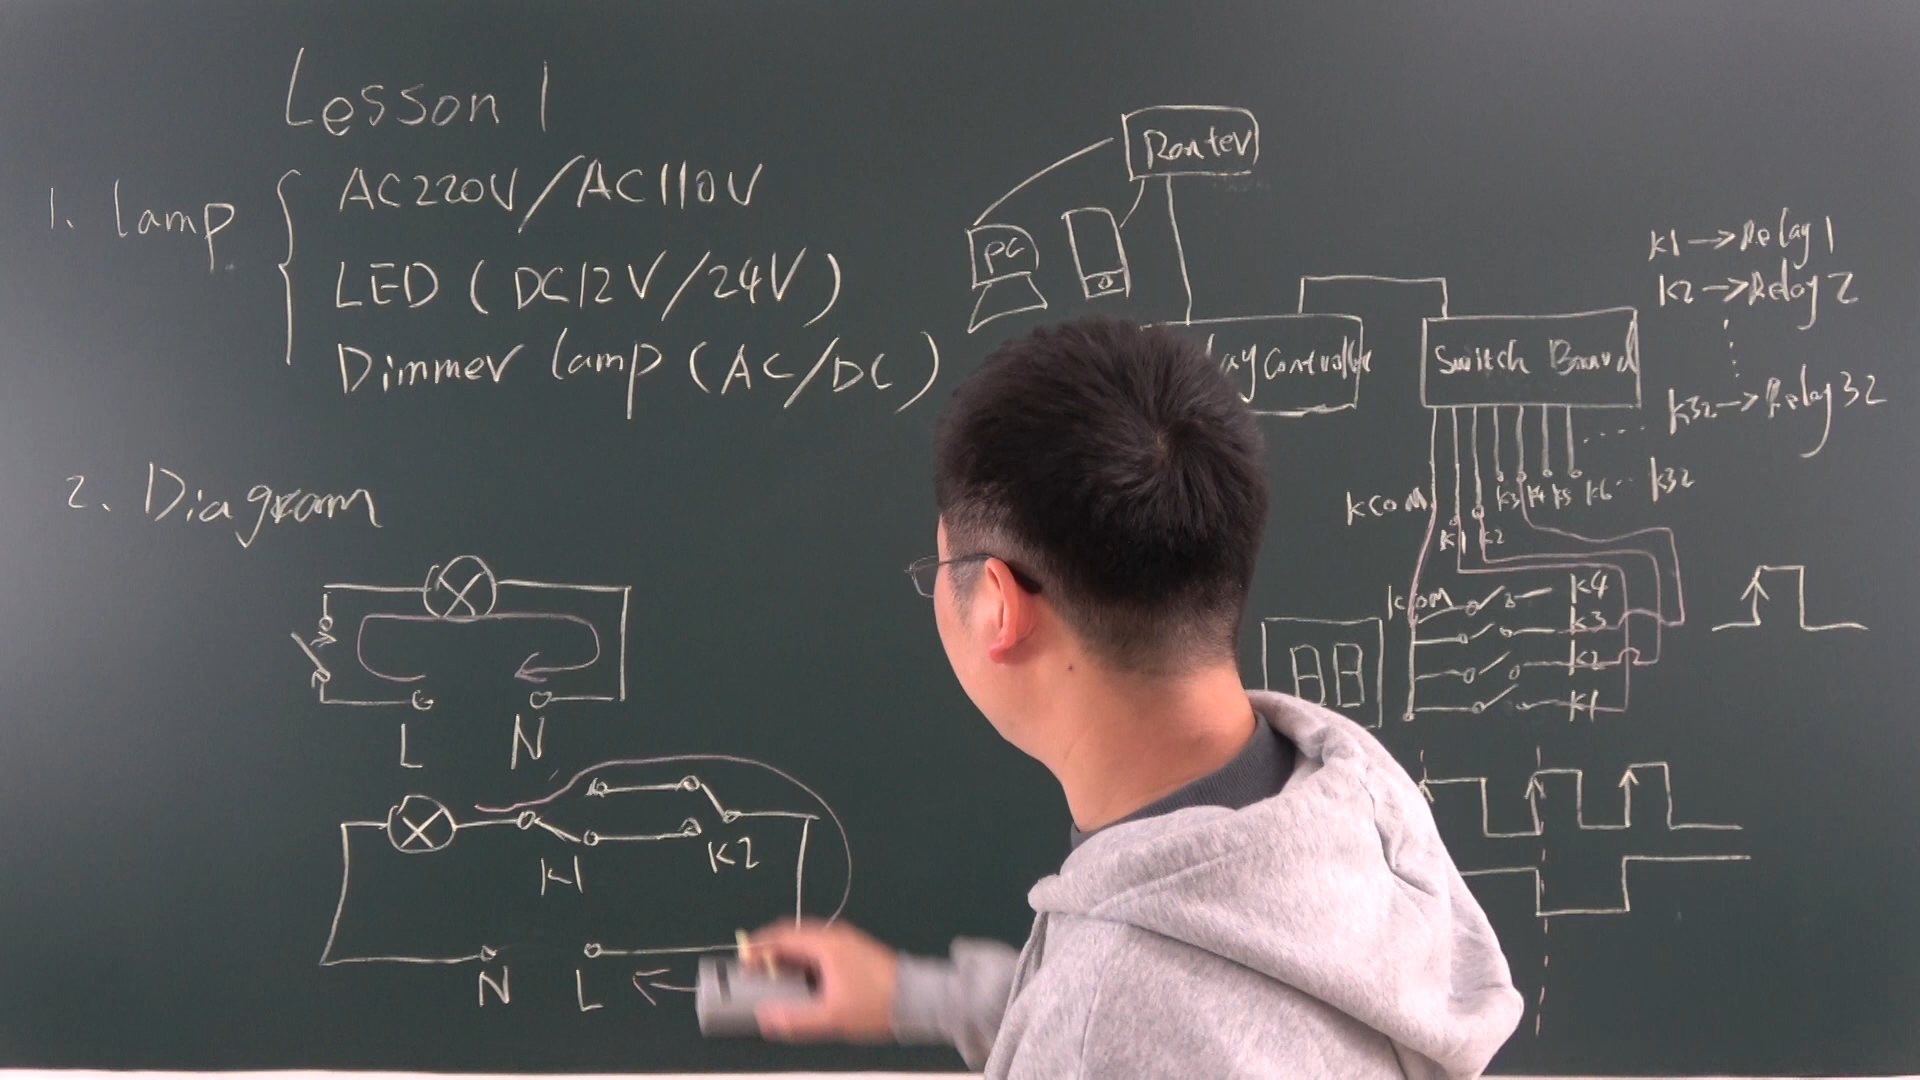 Lesson 1
1. lamp
AC220V/AC110V
LED (DC12V/24V)
Dimmer lamp (AC/DC)
2. Diagram
L N
K1 K2
N L
Router
PC
Switch Board
K1→Relay 1
K2→Relay 2
K32→Relay 32
KCOM K1 K2 K3 K4 K5 K6 K32
KCOM
K4
K3
K2
K1